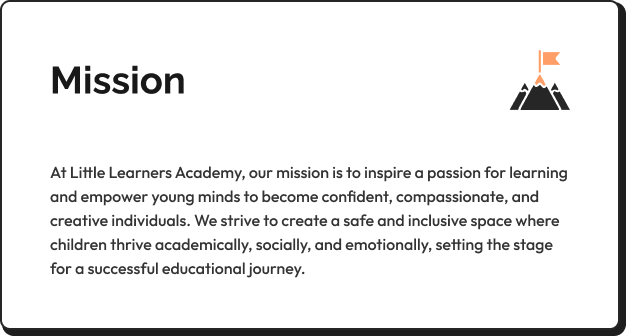 Mission
At Little Learners Academy, our mission is to inspire a passion for learning
and empower young minds to become confident, compassionate, and
creative individuals. We strive to create a safe and inclusive space where
children thrive academically, socially, and emotionally, setting the stage
for a successful educational journey.